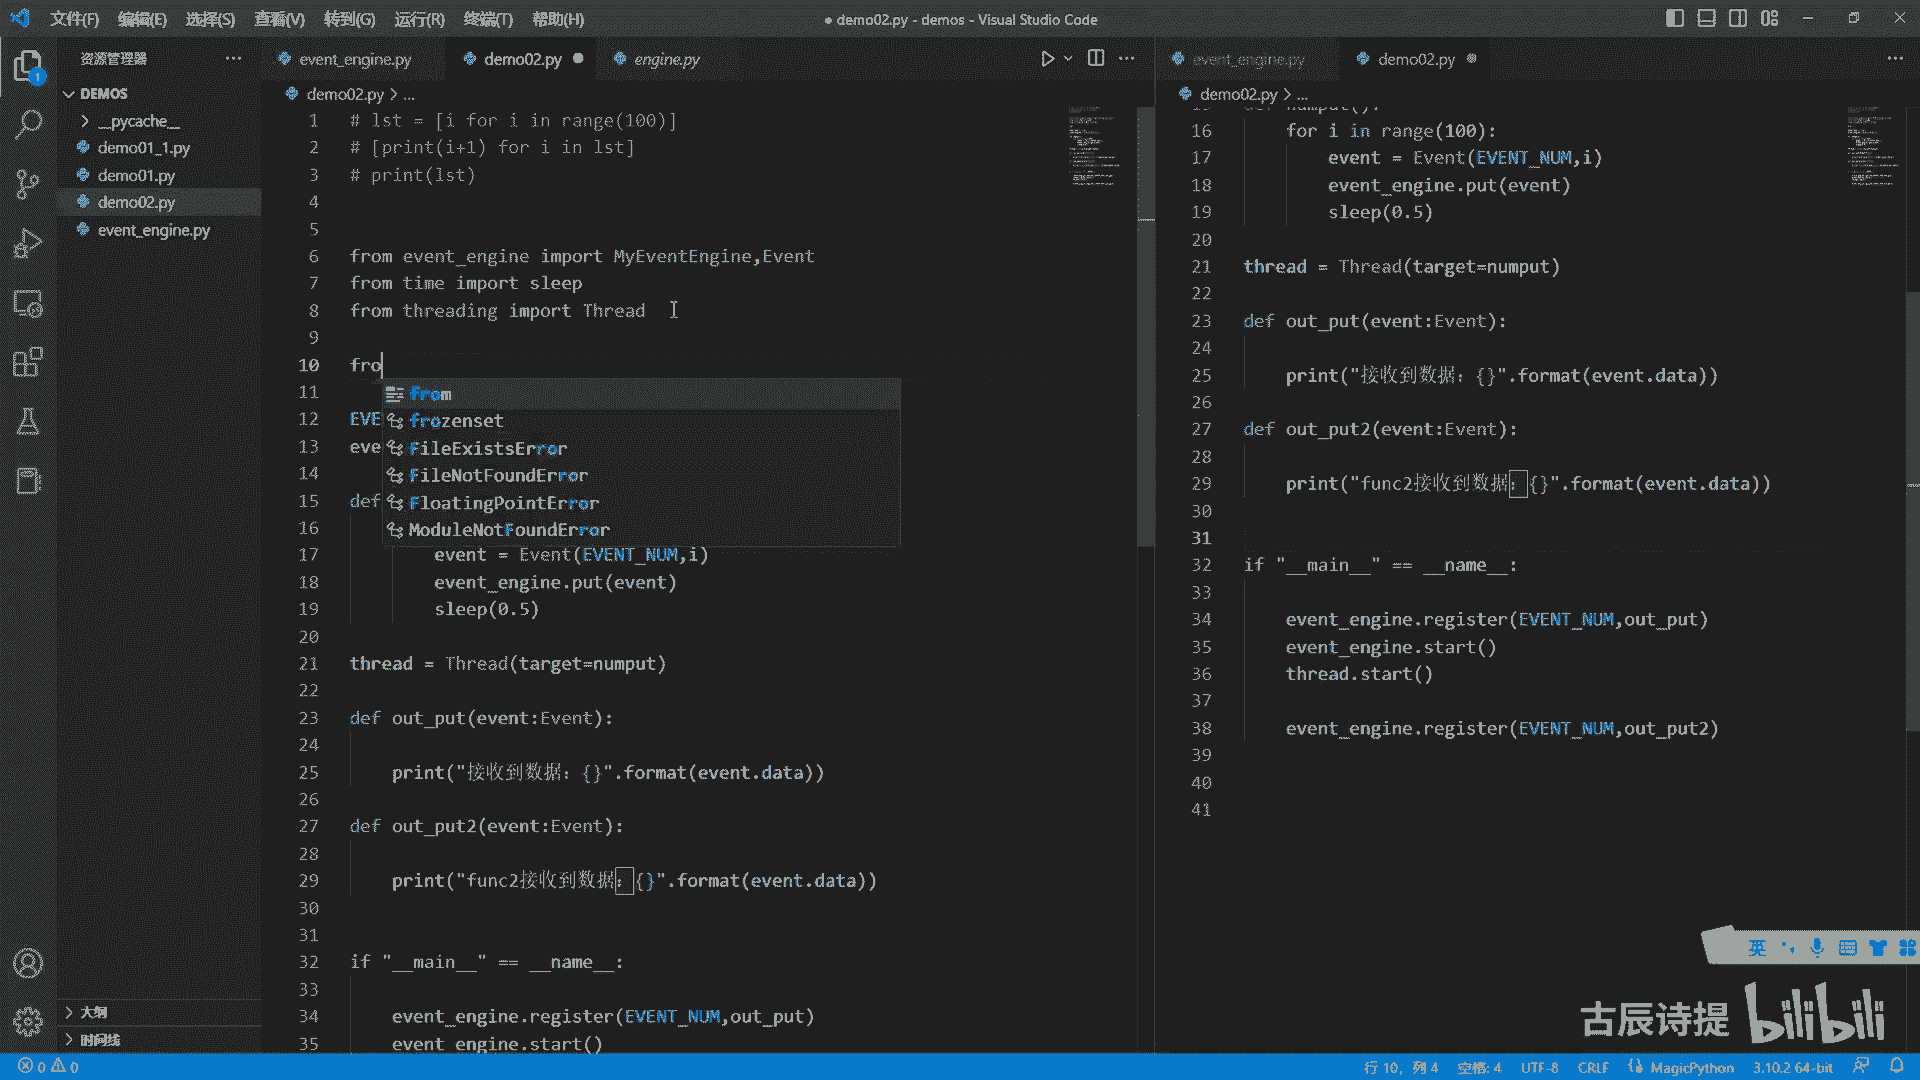 文件(F) 编辑(E) 选择(S) 查看(V) 转到(G) 运行(R) 终端(T) 帮助(H)
● demo02.py - demos - Visual Studio Code
资源管理器
DEMOS
__pycache__
demo01_1.py
demo01.py
demo02.py
event_engine.py
大纲
时间线
1
event_engine.py
demo02.py
engine.py
demo02.py > ...
1 # lst = [i for i in range(100)]
2 # [print(i+1) for i in lst]
3 # print(lst)
4
5
6 from event_engine import MyEventEngine,Event
7 from time import sleep
8 from threading import Thread
9
10 fro
from
frozenset
FileExistsError
FileNotFoundError
FloatingPointError
ModuleNotFoundError
11
12 EVE
13 eve
14
15 def
16
17 event = Event(EVENT_NUM,i)
18 event_engine.put(event)
19 sleep(0.5)
20
21 thread = Thread(target=numput)
22
23 def out_put(event:Event):
24
25 print("接收到数据：{}".format(event.data))
26
27 def out_put2(event:Event):
28
29 print("func2接收到数据：{}".format(event.data))
30
31
32 if "__main__" == __name__:
33
34 event_engine.register(EVENT_NUM,out_put)
35 event_engine.start()
event_engine.py
demo02.py
demo02.py > ...
def numput():
16 for i in range(100):
17 event = Event(EVENT_NUM,i)
18 event_engine.put(event)
19 sleep(0.5)
20
21 thread = Thread(target=numput)
22
23 def out_put(event:Event):
24
25 print("接收到数据：{}".format(event.data))
26
27 def out_put2(event:Event):
28
29 print("func2接收到数据：{}".format(event.data))
30
31
32 if "__main__" == __name__:
33
34 event_engine.register(EVENT_NUM,out_put)
35 event_engine.start()
36 thread.start()
37
38 event_engine.register(EVENT_NUM,out_put2)
39
40
41
英
古辰诗提 bilibili
0 0
行 10, 列 4 空格: 4 UTF-8 CRLF MagicPython 3.10.2 64-bit